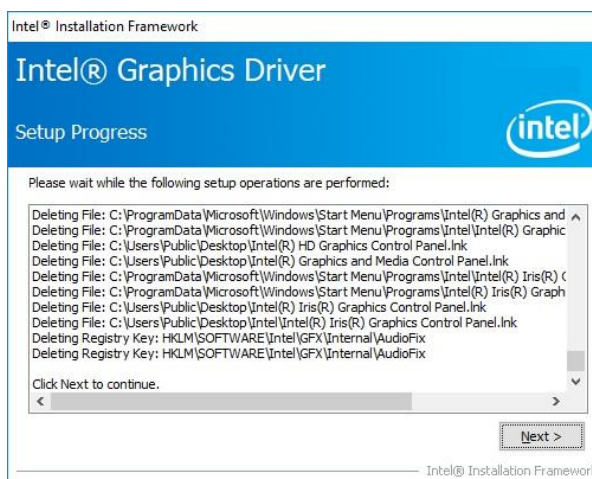 Intel® Installation Framework
Intel® Graphics Driver
Setup Progress
intel
Please wait while the following setup operations are performed:
Deleting File: C:\ProgramData\Microsoft\Windows\Start Menu\Programs\Intel(R) Graphics and
Deleting File: C:\ProgramData\Microsoft\Windows\Start Menu\Programs\Intel\Intel(R) Graphic
Deleting File: C:\Users\Public\Desktop\Intel(R) HD Graphics Control Panel.lnk
Deleting File: C:\Users\Public\Desktop\Intel(R) Graphics and Media Control Panel.lnk
Deleting File: C:\ProgramData\Microsoft\Windows\Start Menu\Programs\Intel\Intel(R) Iris(R) G
Deleting File: C:\ProgramData\Microsoft\Windows\Start Menu\Programs\Intel(R) Iris(R) Graph
Deleting File: C:\Users\Public\Desktop\Intel(R) Iris(R) Graphics Control Panel.lnk
Deleting File: C:\Users\Public\Desktop\Intel\Intel(R) Iris(R) Graphics Control Panel.lnk
Deleting Registry Key: HKLM\SOFTWARE\Intel\GFX\Internal\AudioFix
Deleting Registry Key: HKLM\SOFTWARE\Intel\GFX\Internal\AudioFix
Click Next to continue.
Next >
Intel® Installation Framework